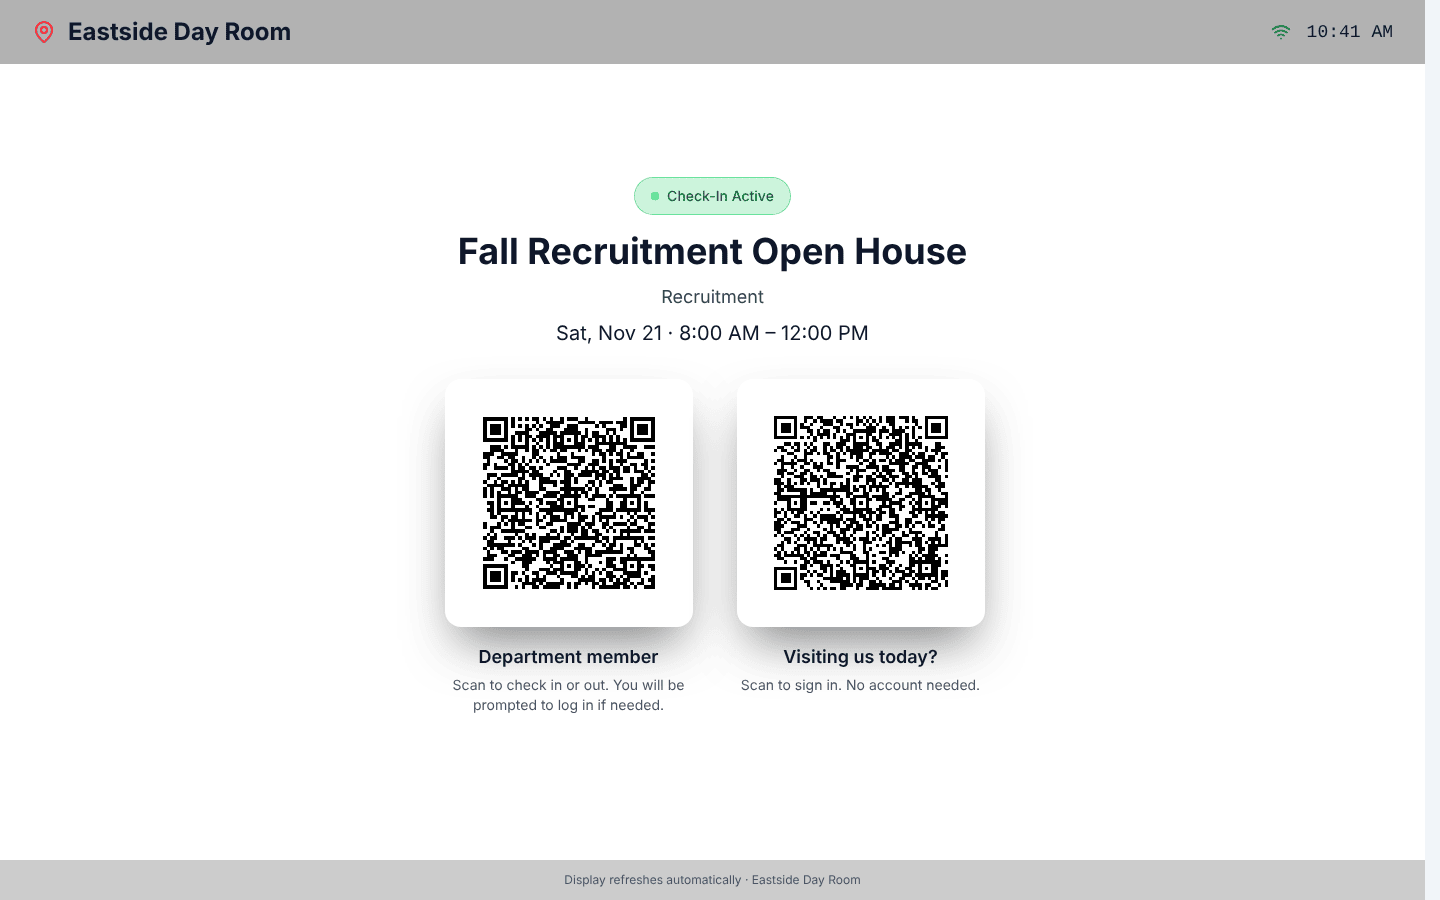 Eastside Day Room
10:41 AM
Check-In Active
Fall Recruitment Open House
Recruitment
Sat, Nov 21 · 8:00 AM – 12:00 PM
Department member
Scan to check in or out. You will be
prompted to log in if needed.
Visiting us today?
Scan to sign in. No account needed.
Display refreshes automatically · Eastside Day Room